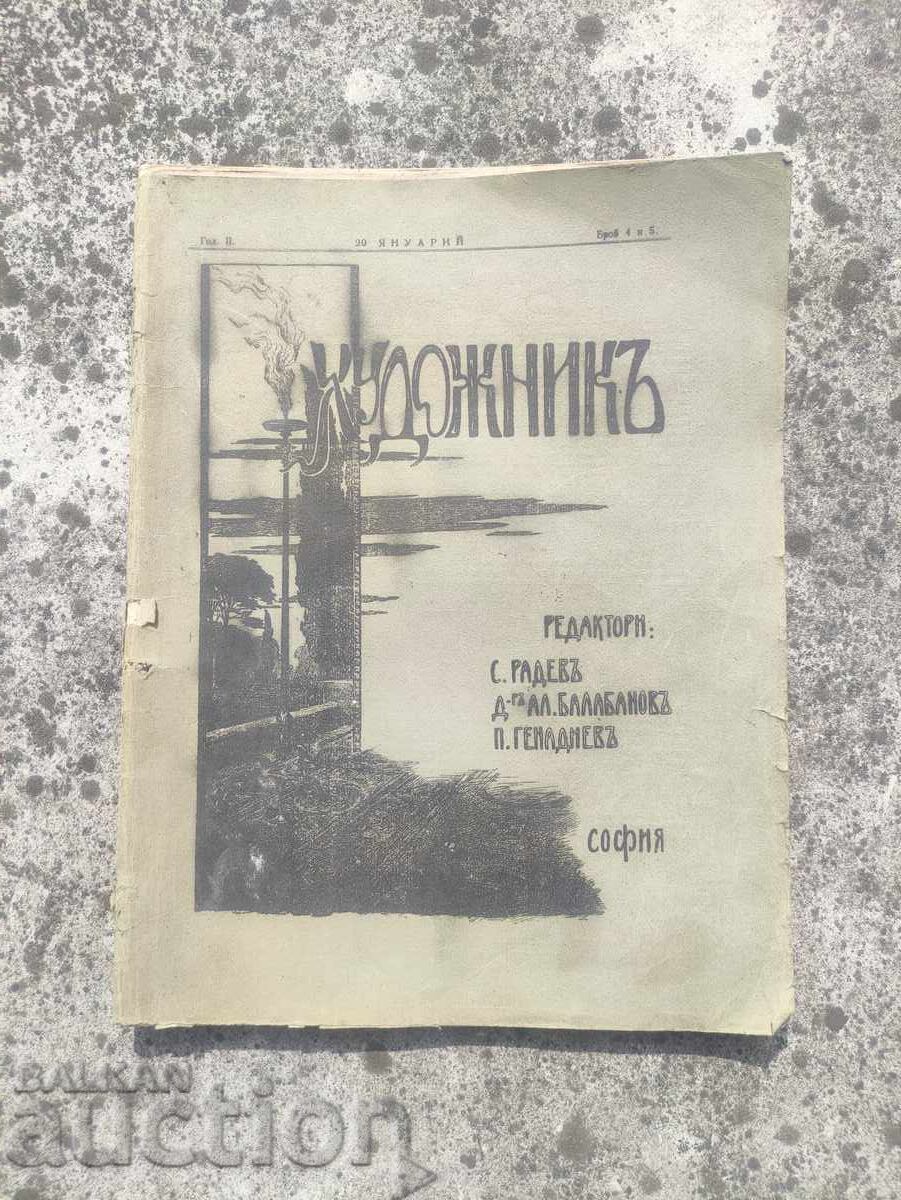 Год. II. 20 ЯНУАРИЙ Брой 4 и 5.
ХУДОЖНИКЪ
РЕДАКТОРИ:
С. РАДЕВЪ
Д-РЪ АЛ. БАЛАБАНОВЪ
П. ГЕНАДИЕВЪ
СОФИЯ
BALKAN
auction